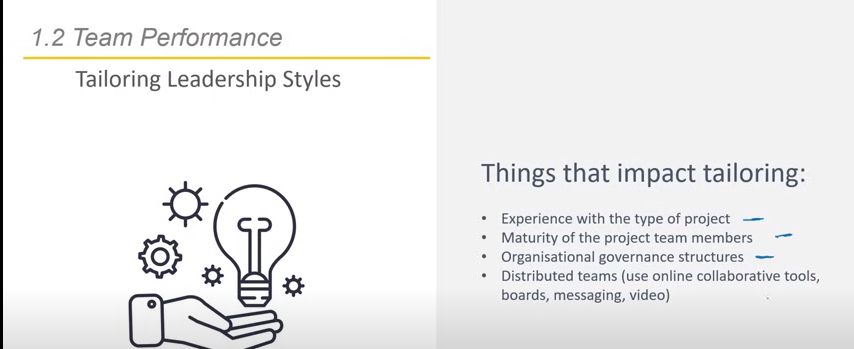 1.2 Team Performance
Tailoring Leadership Styles
Things that impact tailoring:
• Experience with the type of project
• Maturity of the project team members
• Organisational governance structures
• Distributed teams (use online collaborative tools,
boards, messaging, video)